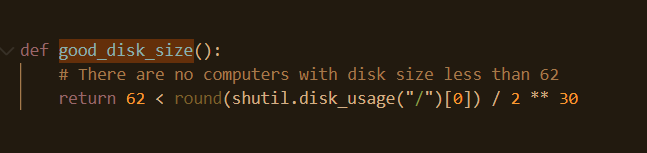 def good_disk_size():
# There are no computers with disk size less than 62
return 62 < round(shutil.disk_usage("/")[0]) / 2 ** 30